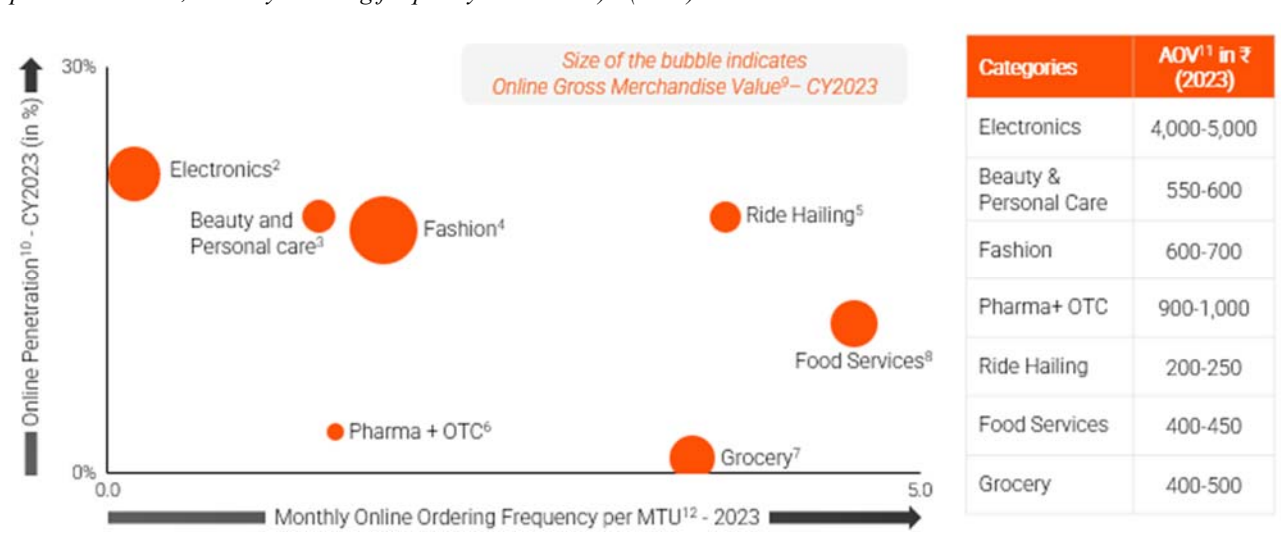 30%
Size of the bubble indicates
Online Gross Merchandise Value⁹– CY2023
Online Penetration¹⁰ - CY2023 (in %)
Electronics²
Beauty and
Personal care³
Fashion⁴
Ride Hailing⁵
Food Services⁸
Pharma + OTC⁶
Grocery⁷
0%
0.0
5.0
Monthly Online Ordering Frequency per MTU¹² - 2023
Categories
AOV¹¹ in ₹
(2023)
Electronics
4,000-5,000
Beauty &
Personal Care
550-600
Fashion
600-700
Pharma+ OTC
900-1,000
Ride Hailing
200-250
Food Services
400-450
Grocery
400-500